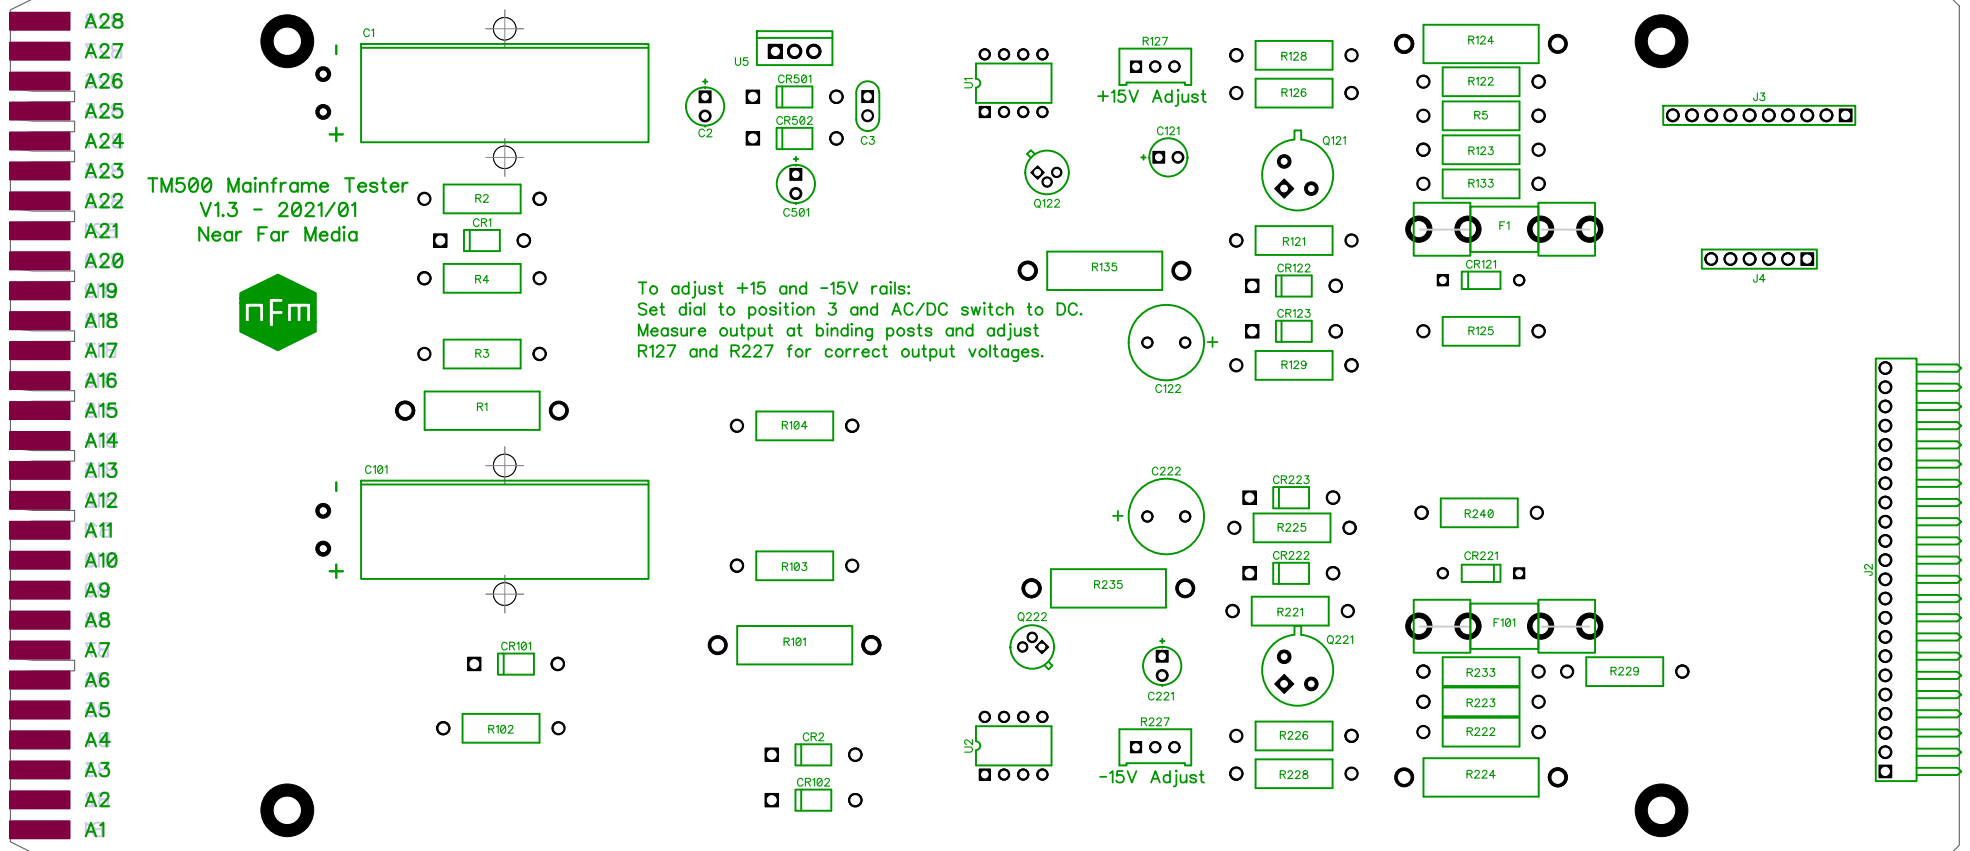 A28
A27
A26
A25
A24
A23
A22
A21
A20
A19
A18
A17
A16
A15
A14
A13
A12
A11
A10
A9
A8
A7
A6
A5
A4
A3
A2
A1
TM500 Mainframe Tester
V1.3 - 2021/01
Near Far Media
nFm
C1
-
+
R2
CR1
R4
R3
R1
C101
-
+
CR101
R102
U5
+
C2
CR501
CR502
C3
+
C501
To adjust +15 and -15V rails:
Set dial to position 3 and AC/DC switch to DC.
Measure output at binding posts and adjust
R127 and R227 for correct output voltages.
R104
R103
R101
CR2
CR102
U1
R127
+15V Adjust
C121
+
Q122
R135
C122
+
R128
R126
Q121
R121
CR122
CR123
R129
R124
R122
R5
R123
R133
F1
CR121
R125
J3
J4
C222
+
R235
Q222
+
C221
U2
R227
-15V Adjust
CR223
R225
CR222
R221
Q221
R226
R228
R240
CR221
F101
R233
R229
R223
R222
R224
J2